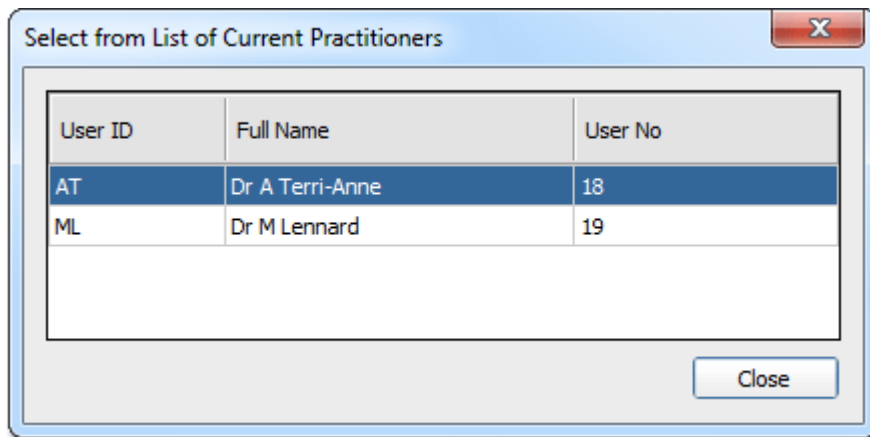 Select from List of Current Practitioners
User ID Full Name User No
AT Dr A Terri-Anne 18
ML Dr M Lennard 19
Close